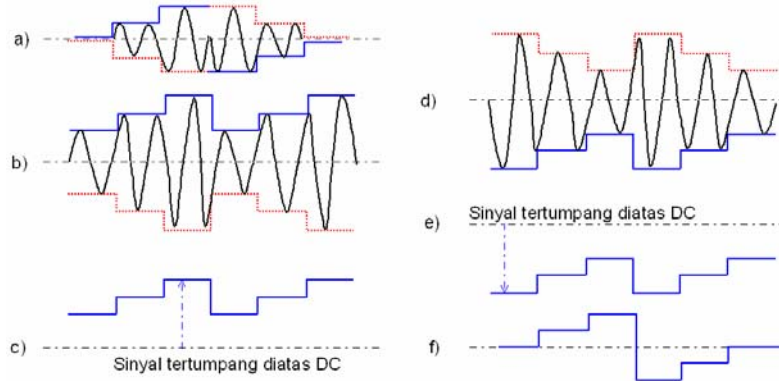 a)
b)
c)
Sinyal tertumpang diatas DC
d)
Sinyal tertumpang diatas DC
e)
f)